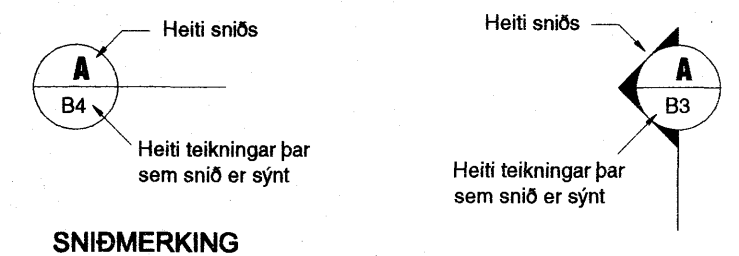 Heiti sniðs
A
B4
Heiti teikningar þar
sem snið er sýnt
Heiti sniðs
A
B3
Heiti teikningar þar
sem snið er sýnt
SNIÐMERKING